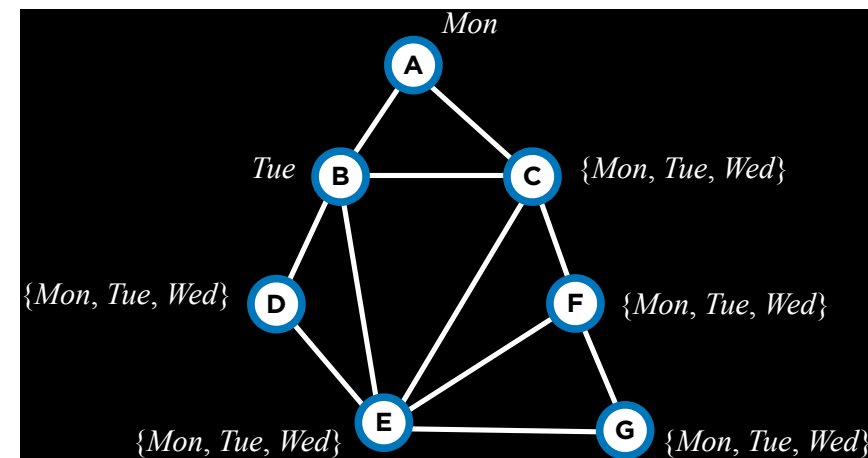 Mon
A
Tue
B
C
{Mon, Tue, Wed}
{Mon, Tue, Wed}
D
F
{Mon, Tue, Wed}
{Mon, Tue, Wed}
E
G
{Mon, Tue, Wed}